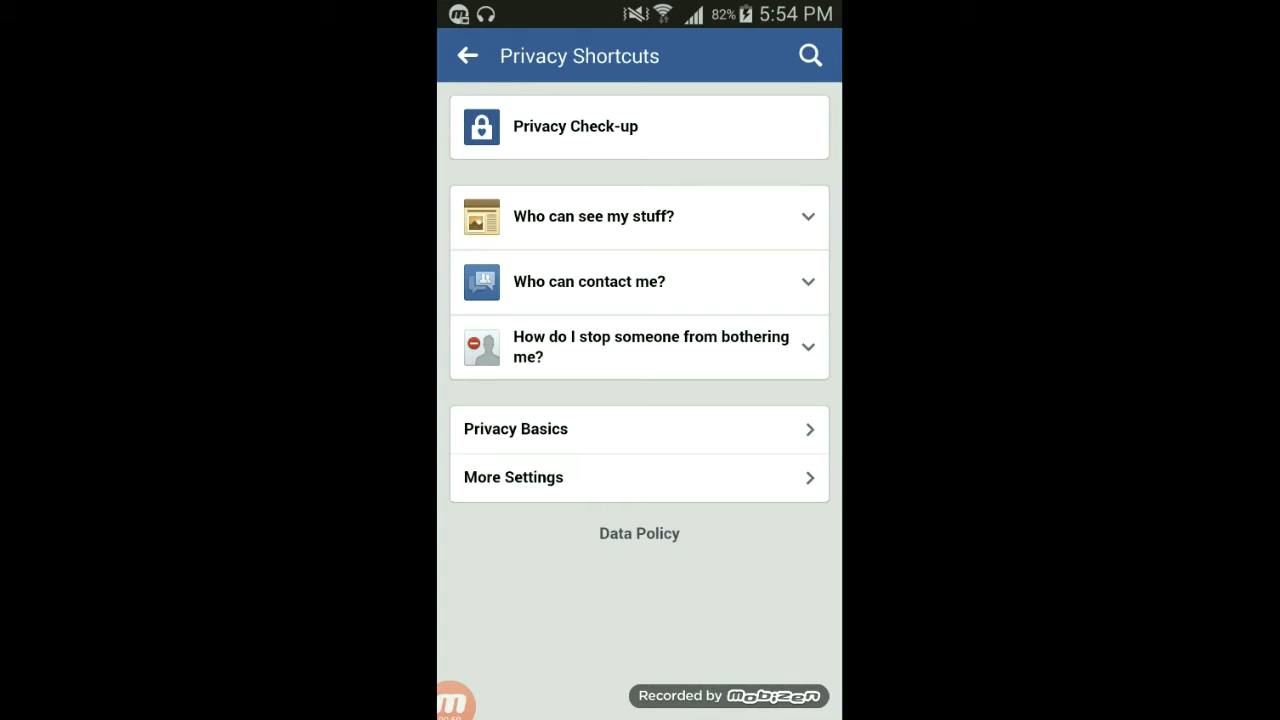 82% 5:54 PM
Privacy Shortcuts
Privacy Check-up
Who can see my stuff?
Who can contact me?
How do I stop someone from bothering
me?
Privacy Basics
More Settings
Data Policy
Recorded by mobizen